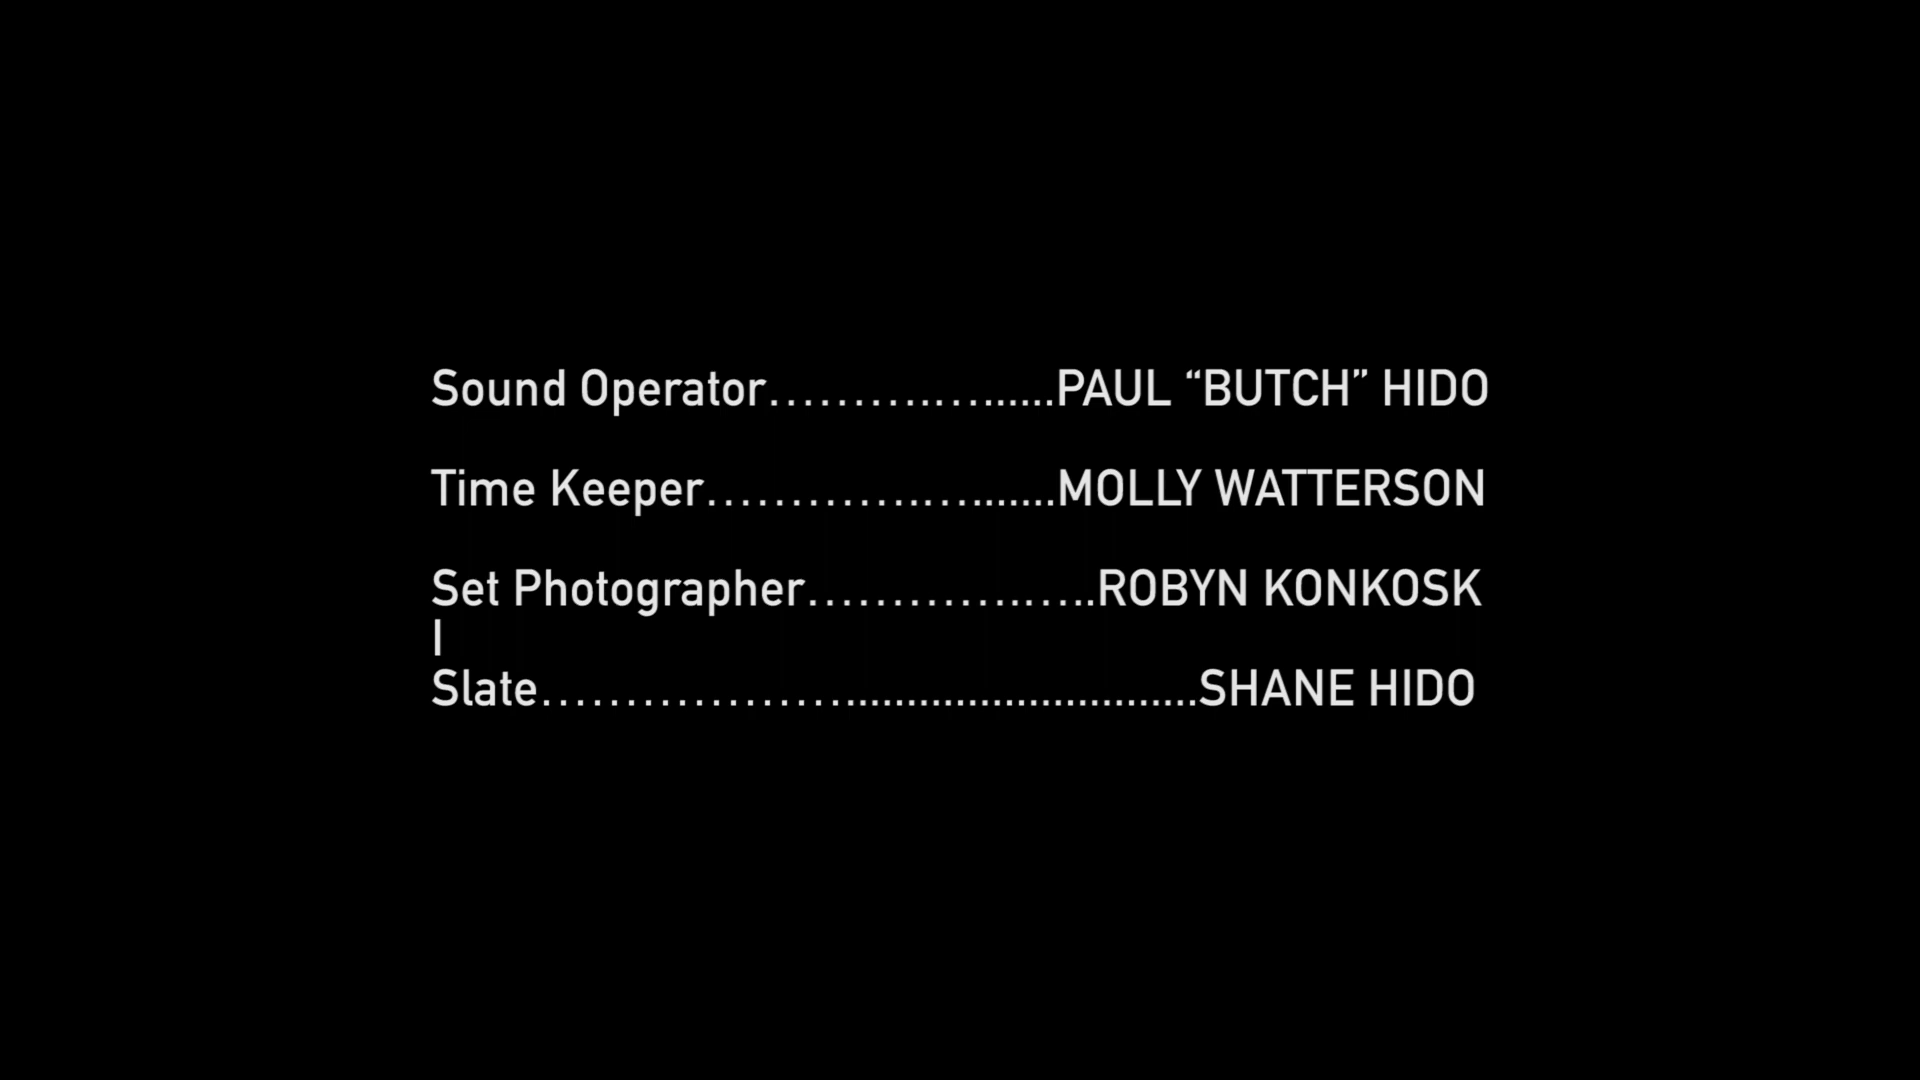 Sound Operator……….…......PAUL “BUTCH” HIDO
Time Keeper………….….......MOLLY WATTERSON
Set Photographer………….…..ROBYN KONKOSK
I
Slate………………............................SHANE HIDO